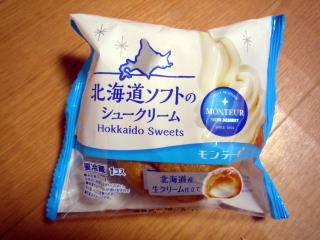 北海道ソフトの
シュークリーム
Hokkaido Sweets
MONTEUR
FRESH DESSERT
モンテール
要冷蔵 1コ入
北海道産
生クリーム仕立て